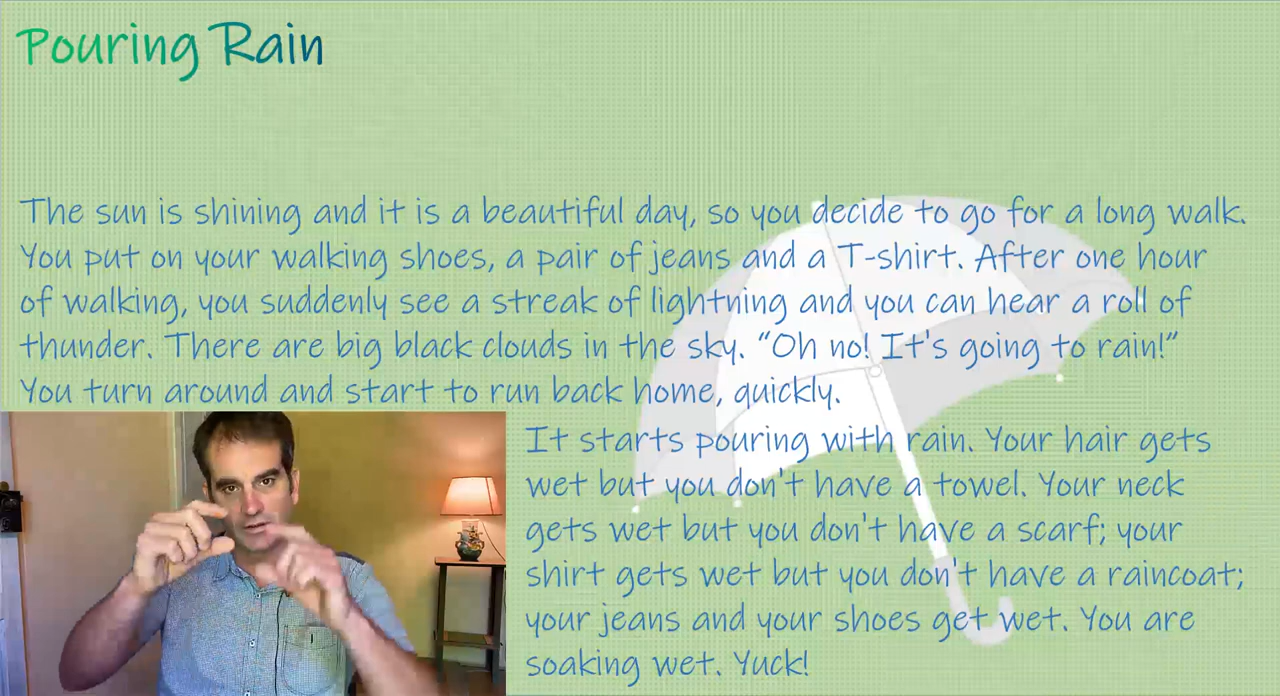 Pouring Rain
The sun is shining and it is a beautiful day, so you decide to go for a long walk.
You put on your walking shoes, a pair of jeans and a T-shirt. After one hour
of walking, you suddenly see a streak of lightning and you can hear a roll of
thunder. There are big black clouds in the sky. “Oh no! It's going to rain!”
You turn around and start to run back home, quickly.
It starts pouring with rain. Your hair gets
wet but you don't have a towel. Your neck
gets wet but you don't have a scarf; your
shirt gets wet but you don't have a raincoat;
your jeans and your shoes get wet. You are
soaking wet. Yuck!